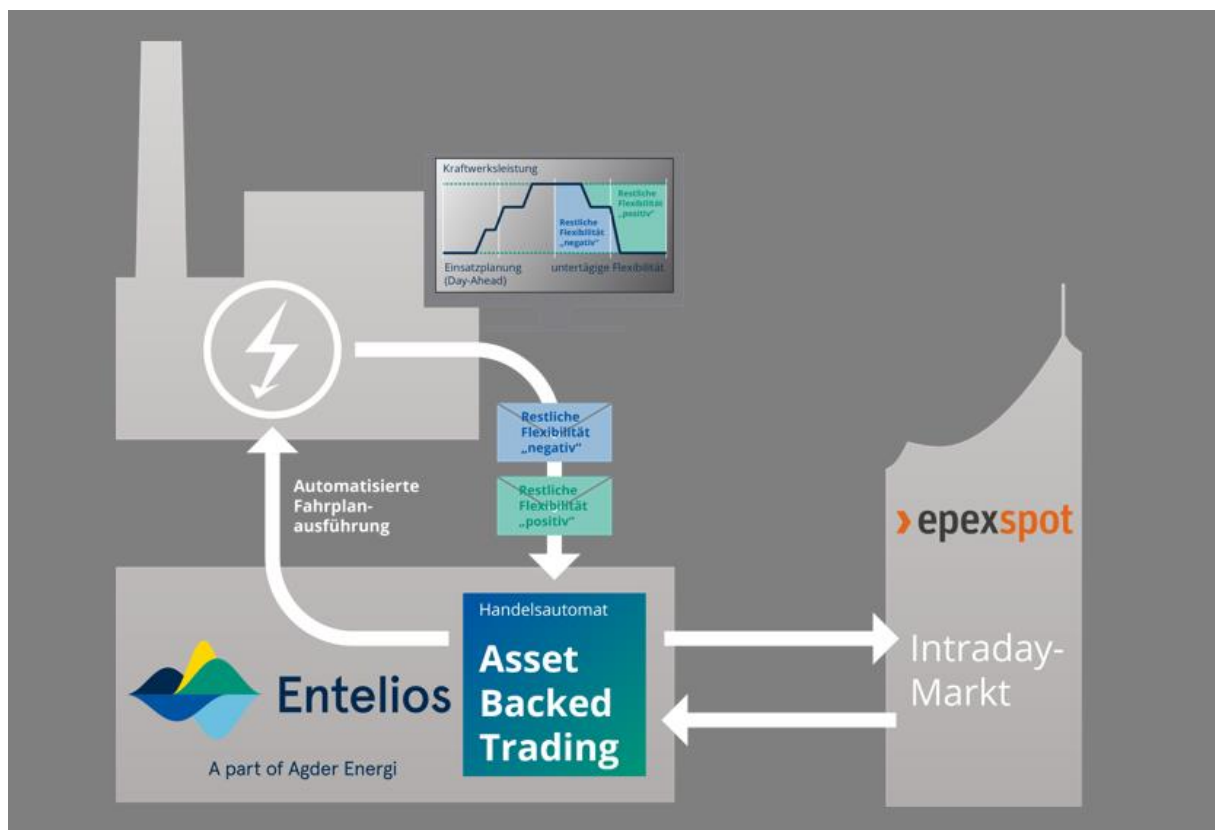 Kraftwerksleistung
Restliche
Flexibilität
„positiv“
Restliche
Flexibilität
„negativ“
Einsatzplanung
(Day-Ahead)
untertägige Flexibilität
Restliche
Flexibilität
„negativ“
Restliche
Flexibilität
„positiv“
Automatisierte
Fahrplan-
ausführung
epexspot
Intraday-
Markt
Handelsautomat
Asset
Backed
Trading
Entelios
A part of Agder Energi